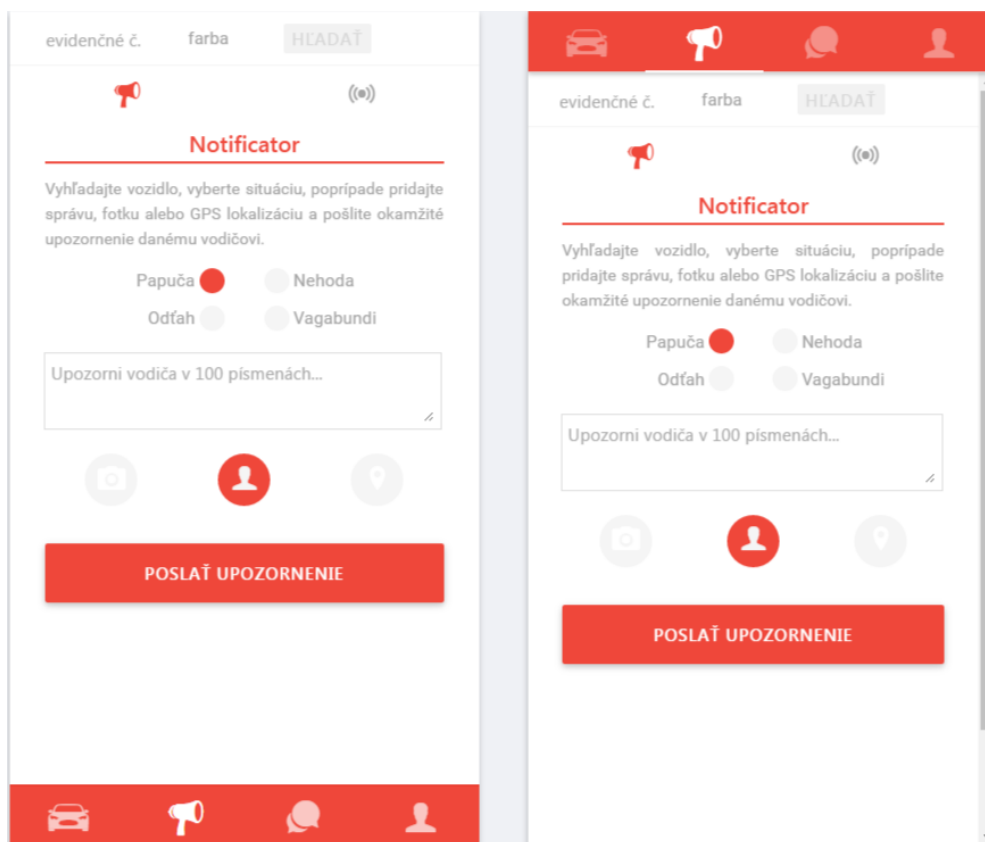 evidenčné č. farba HĽADAŤ
Notificator
Vyhľadajte vozidlo, vyberte situáciu, poprípade pridajte
správu, fotku alebo GPS lokalizáciu a pošlite okamžité
upozornenie danému vodičovi.
Papuča Nehoda
Odťah Vagabundi
Upozorni vodiča v 100 písmenách...
POSLAŤ UPOZORNENIE
evidenčné č. farba HĽADAŤ
Notificator
Vyhľadajte vozidlo, vyberte situáciu, poprípade
pridajte správu, fotku alebo GPS lokalizáciu a pošlite
okamžité upozornenie danému vodičovi.
Papuča Nehoda
Odťah Vagabundi
Upozorni vodiča v 100 písmenách...
POSLAŤ UPOZORNENIE